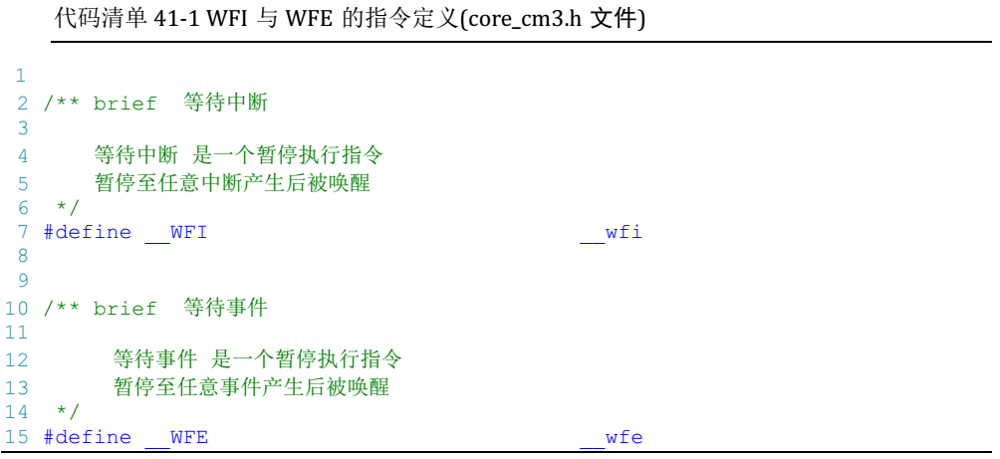 代码清单 41-1 WFI 与 WFE 的指令定义(core_cm3.h 文件)
1
2 /** brief 等待中断
3
4 等待中断 是一个暂停执行指令
5 暂停至任意中断产生后被唤醒
6 */
7 #define __WFI __wfi
8
9
10 /** brief 等待事件
11
12 等待事件 是一个暂停执行指令
13 暂停至任意事件产生后被唤醒
14 */
15 #define __WFE __wfe